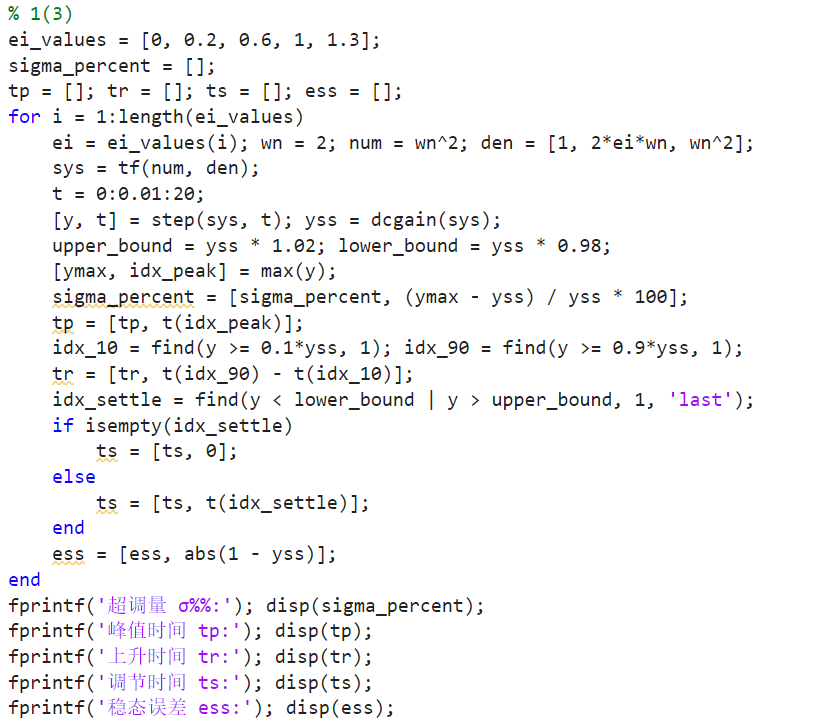 % 1(3)
ei_values = [0, 0.2, 0.6, 1, 1.3];
sigma_percent = [];
tp = []; tr = []; ts = []; ess = [];
for i = 1:length(ei_values)
    ei = ei_values(i); wn = 2; num = wn^2; den = [1, 2*ei*wn, wn^2];
    sys = tf(num, den);
    t = 0:0.01:20;
    [y, t] = step(sys, t); yss = dcgain(sys);
    upper_bound = yss * 1.02; lower_bound = yss * 0.98;
    [ymax, idx_peak] = max(y);
    sigma_percent = [sigma_percent, (ymax - yss) / yss * 100];
    tp = [tp, t(idx_peak)];
    idx_10 = find(y >= 0.1*yss, 1); idx_90 = find(y >= 0.9*yss, 1);
    tr = [tr, t(idx_90) - t(idx_10)];
    idx_settle = find(y < lower_bound | y > upper_bound, 1, 'last');
    if isempty(idx_settle)
        ts = [ts, 0];
    else
        ts = [ts, t(idx_settle)];
    end
    ess = [ess, abs(1 - yss)];
end
fprintf('超调量 σ%%:'); disp(sigma_percent);
fprintf('峰值时间 tp:'); disp(tp);
fprintf('上升时间 tr:'); disp(tr);
fprintf('调节时间 ts:'); disp(ts);
fprintf('稳态误差 ess:'); disp(ess);